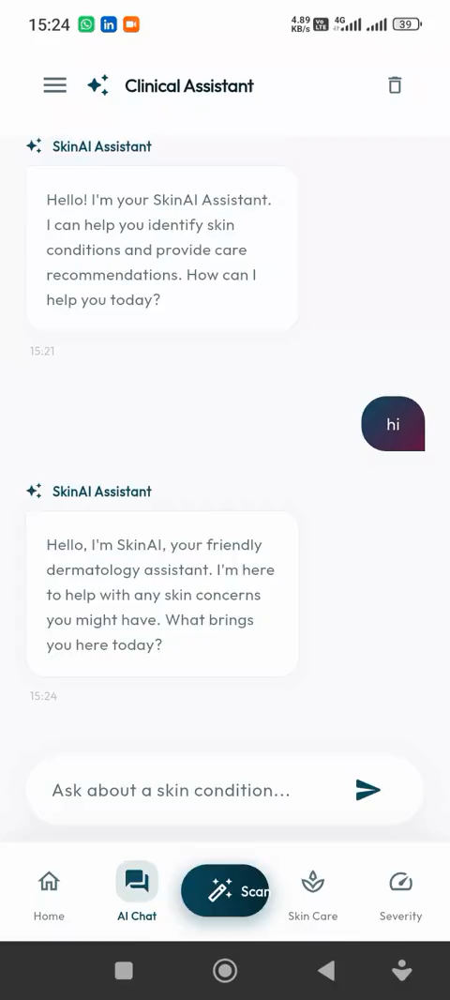 15:24
4.89
KB/s
Vo
LTE
4G
39
Clinical Assistant
SkinAI Assistant
Hello! I'm your SkinAI Assistant.
I can help you identify skin
conditions and provide care
recommendations. How can I
help you today?
15:21
hi
SkinAI Assistant
Hello, I'm SkinAI, your friendly
dermatology assistant. I'm here
to help with any skin concerns
you might have. What brings
you here today?
15:24
Ask about a skin condition...
Home
AI Chat
Scan
Skin Care
Severity